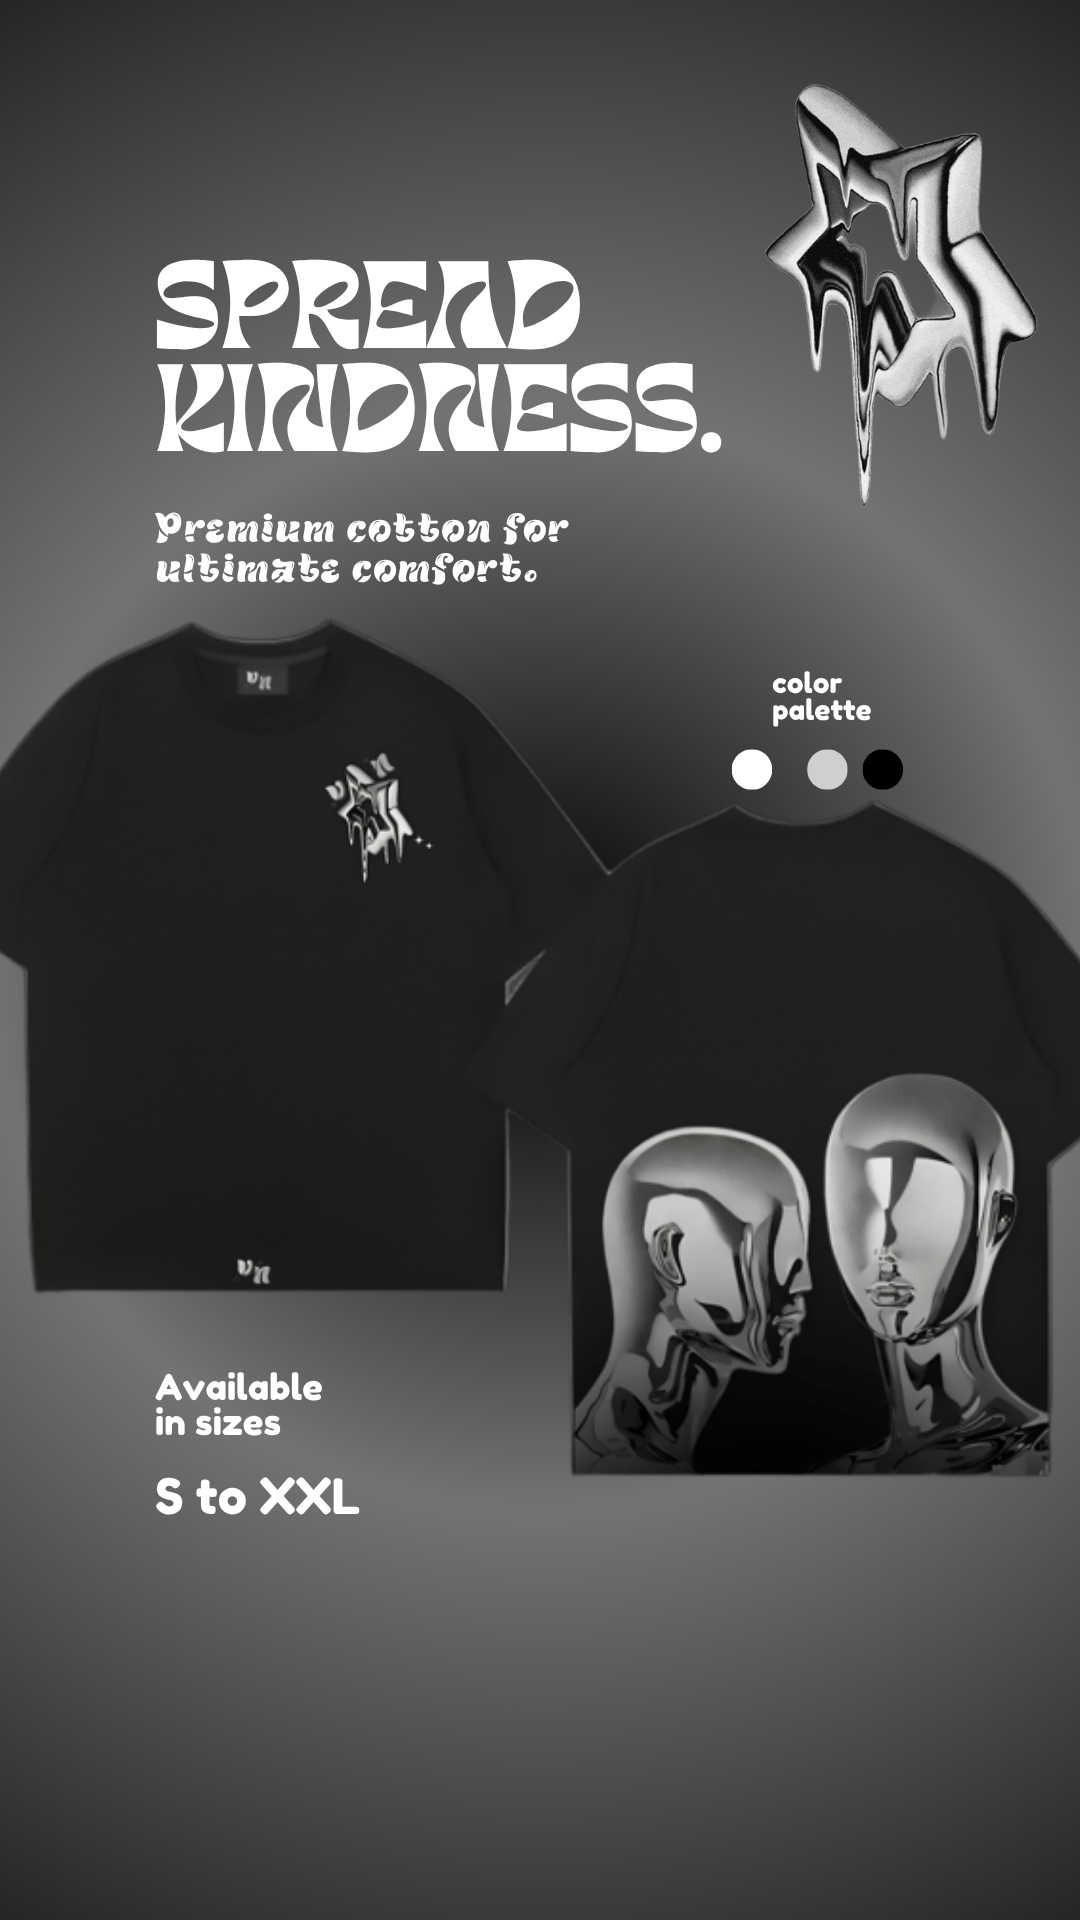 SPREAD
KINDNESS.
Premium cotton for
ultimate comfort.
color
palette
Available
in sizes
S to XXL